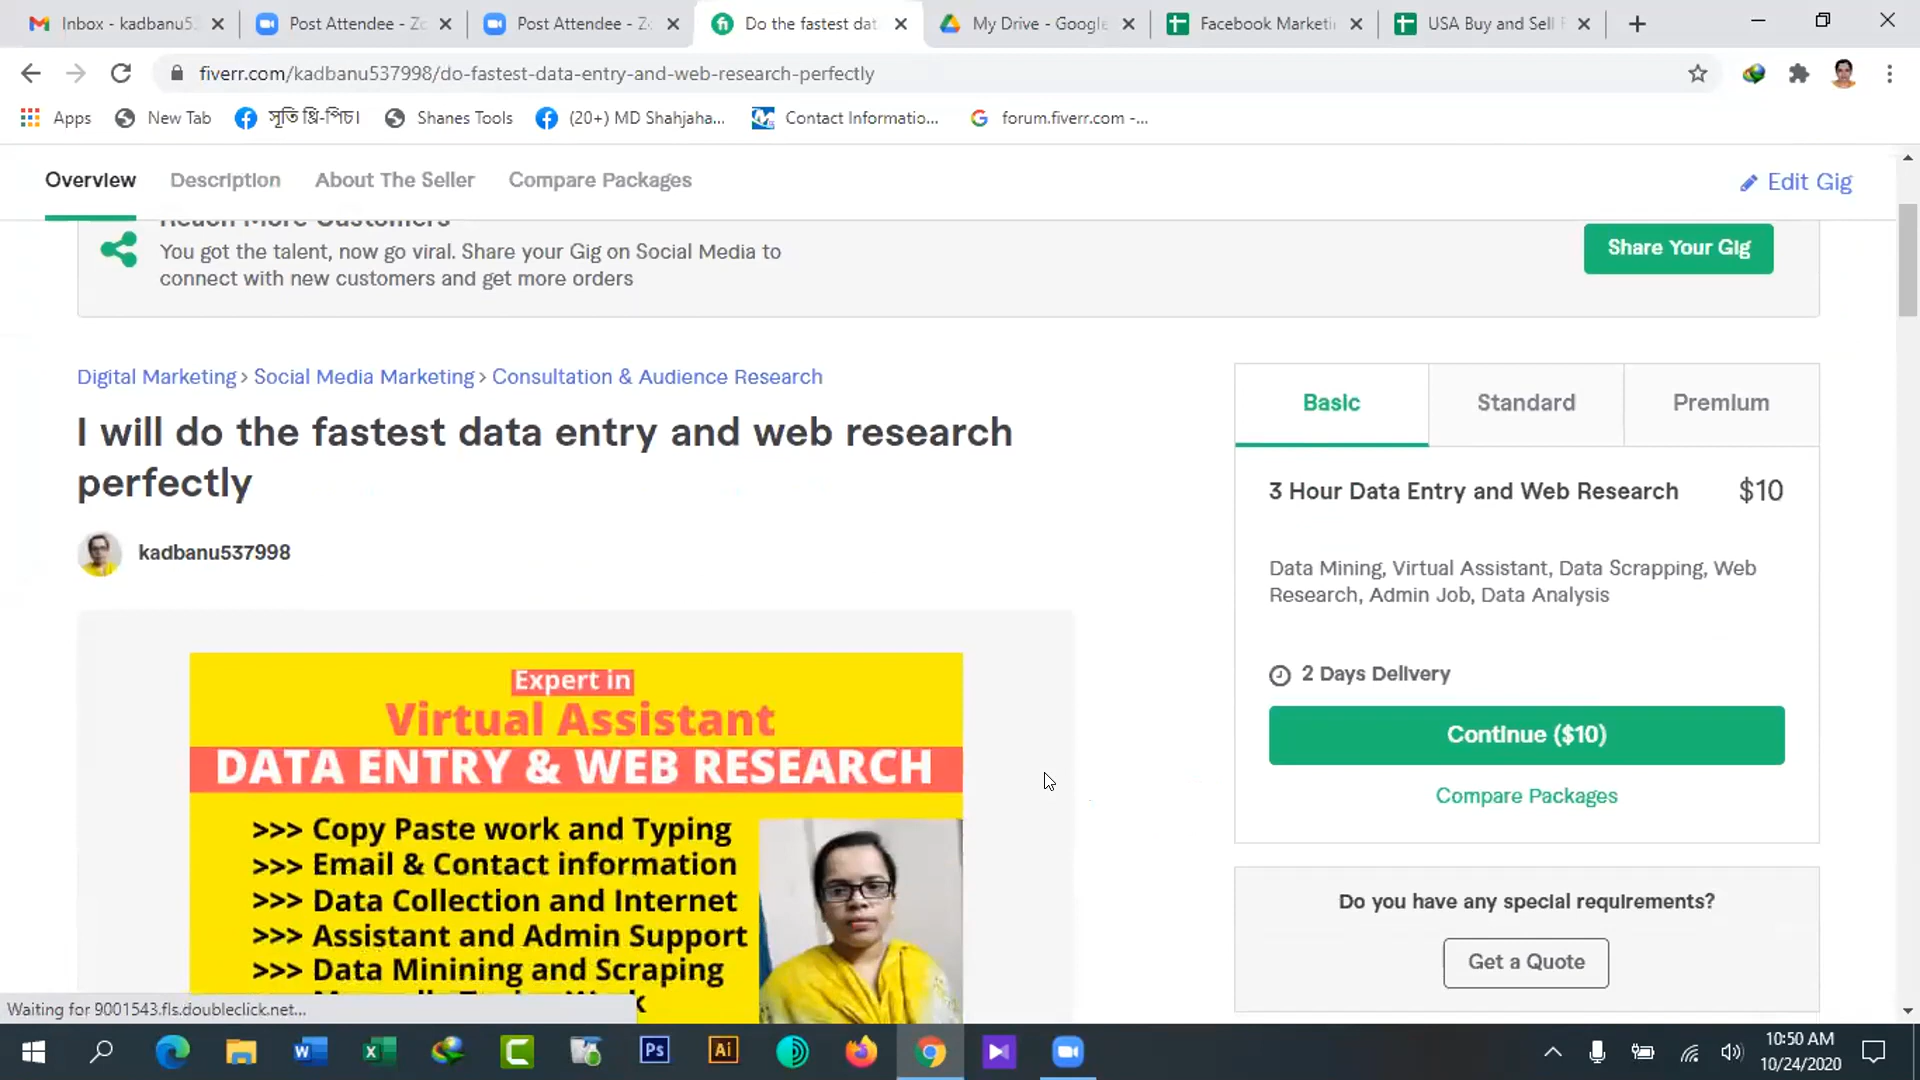 Inbox - kadbanu53
Post Attendee - Zo
Post Attendee - Zo
Do the fastest dat
My Drive - Google
Facebook Marketi
USA Buy and Sell
fiverr.com/kadbanu537998/do-fastest-data-entry-and-web-research-perfectly
Apps
New Tab
সূতি থ্রি-পিচ।
Shanes Tools
(20+) MD Shahjaha...
Contact Informatio...
forum.fiverr.com -...
Overview
Description
About The Seller
Compare Packages
Edit Gig
Reach More Customers
You got the talent, now go viral. Share your Gig on Social Media to
connect with new customers and get more orders
Share Your Gig
Digital Marketing › Social Media Marketing › Consultation & Audience Research
I will do the fastest data entry and web research
perfectly
kadbanu537998
Expert in
Virtual Assistant
DATA ENTRY & WEB RESEARCH
>>> Copy Paste work and Typing
>>> Email & Contact information
>>> Data Collection and Internet
>>> Assistant and Admin Support
>>> Data Minining and Scraping
Basic
Standard
Premium
3 Hour Data Entry and Web Research
$10
Data Mining, Virtual Assistant, Data Scrapping, Web
Research, Admin Job, Data Analysis
2 Days Delivery
Continue ($10)
Compare Packages
Do you have any special requirements?
Get a Quote
Waiting for 9001543.fls.doubleclick.net...
Ps
Ai
10:50 AM
10/24/2020